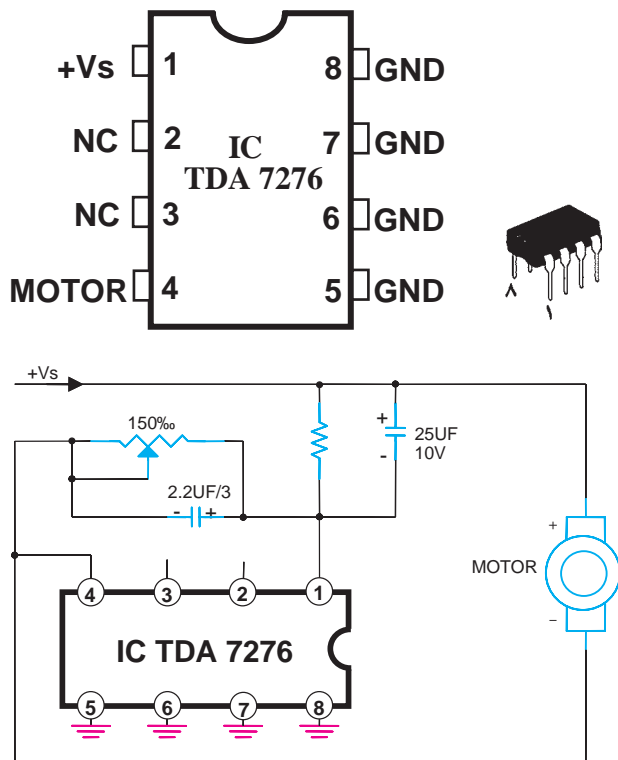 +Vs 1 8 GND
NC 2 7 GND
IC
TDA 7276
NC 3 6 GND
MOTOR 4 5 GND
۸
۱
+Vs
150‰
+
25UF
-
10V
2.2UF/3
- +
+
MOTOR
−
4 3 2 1
IC TDA 7276
5 6 7 8